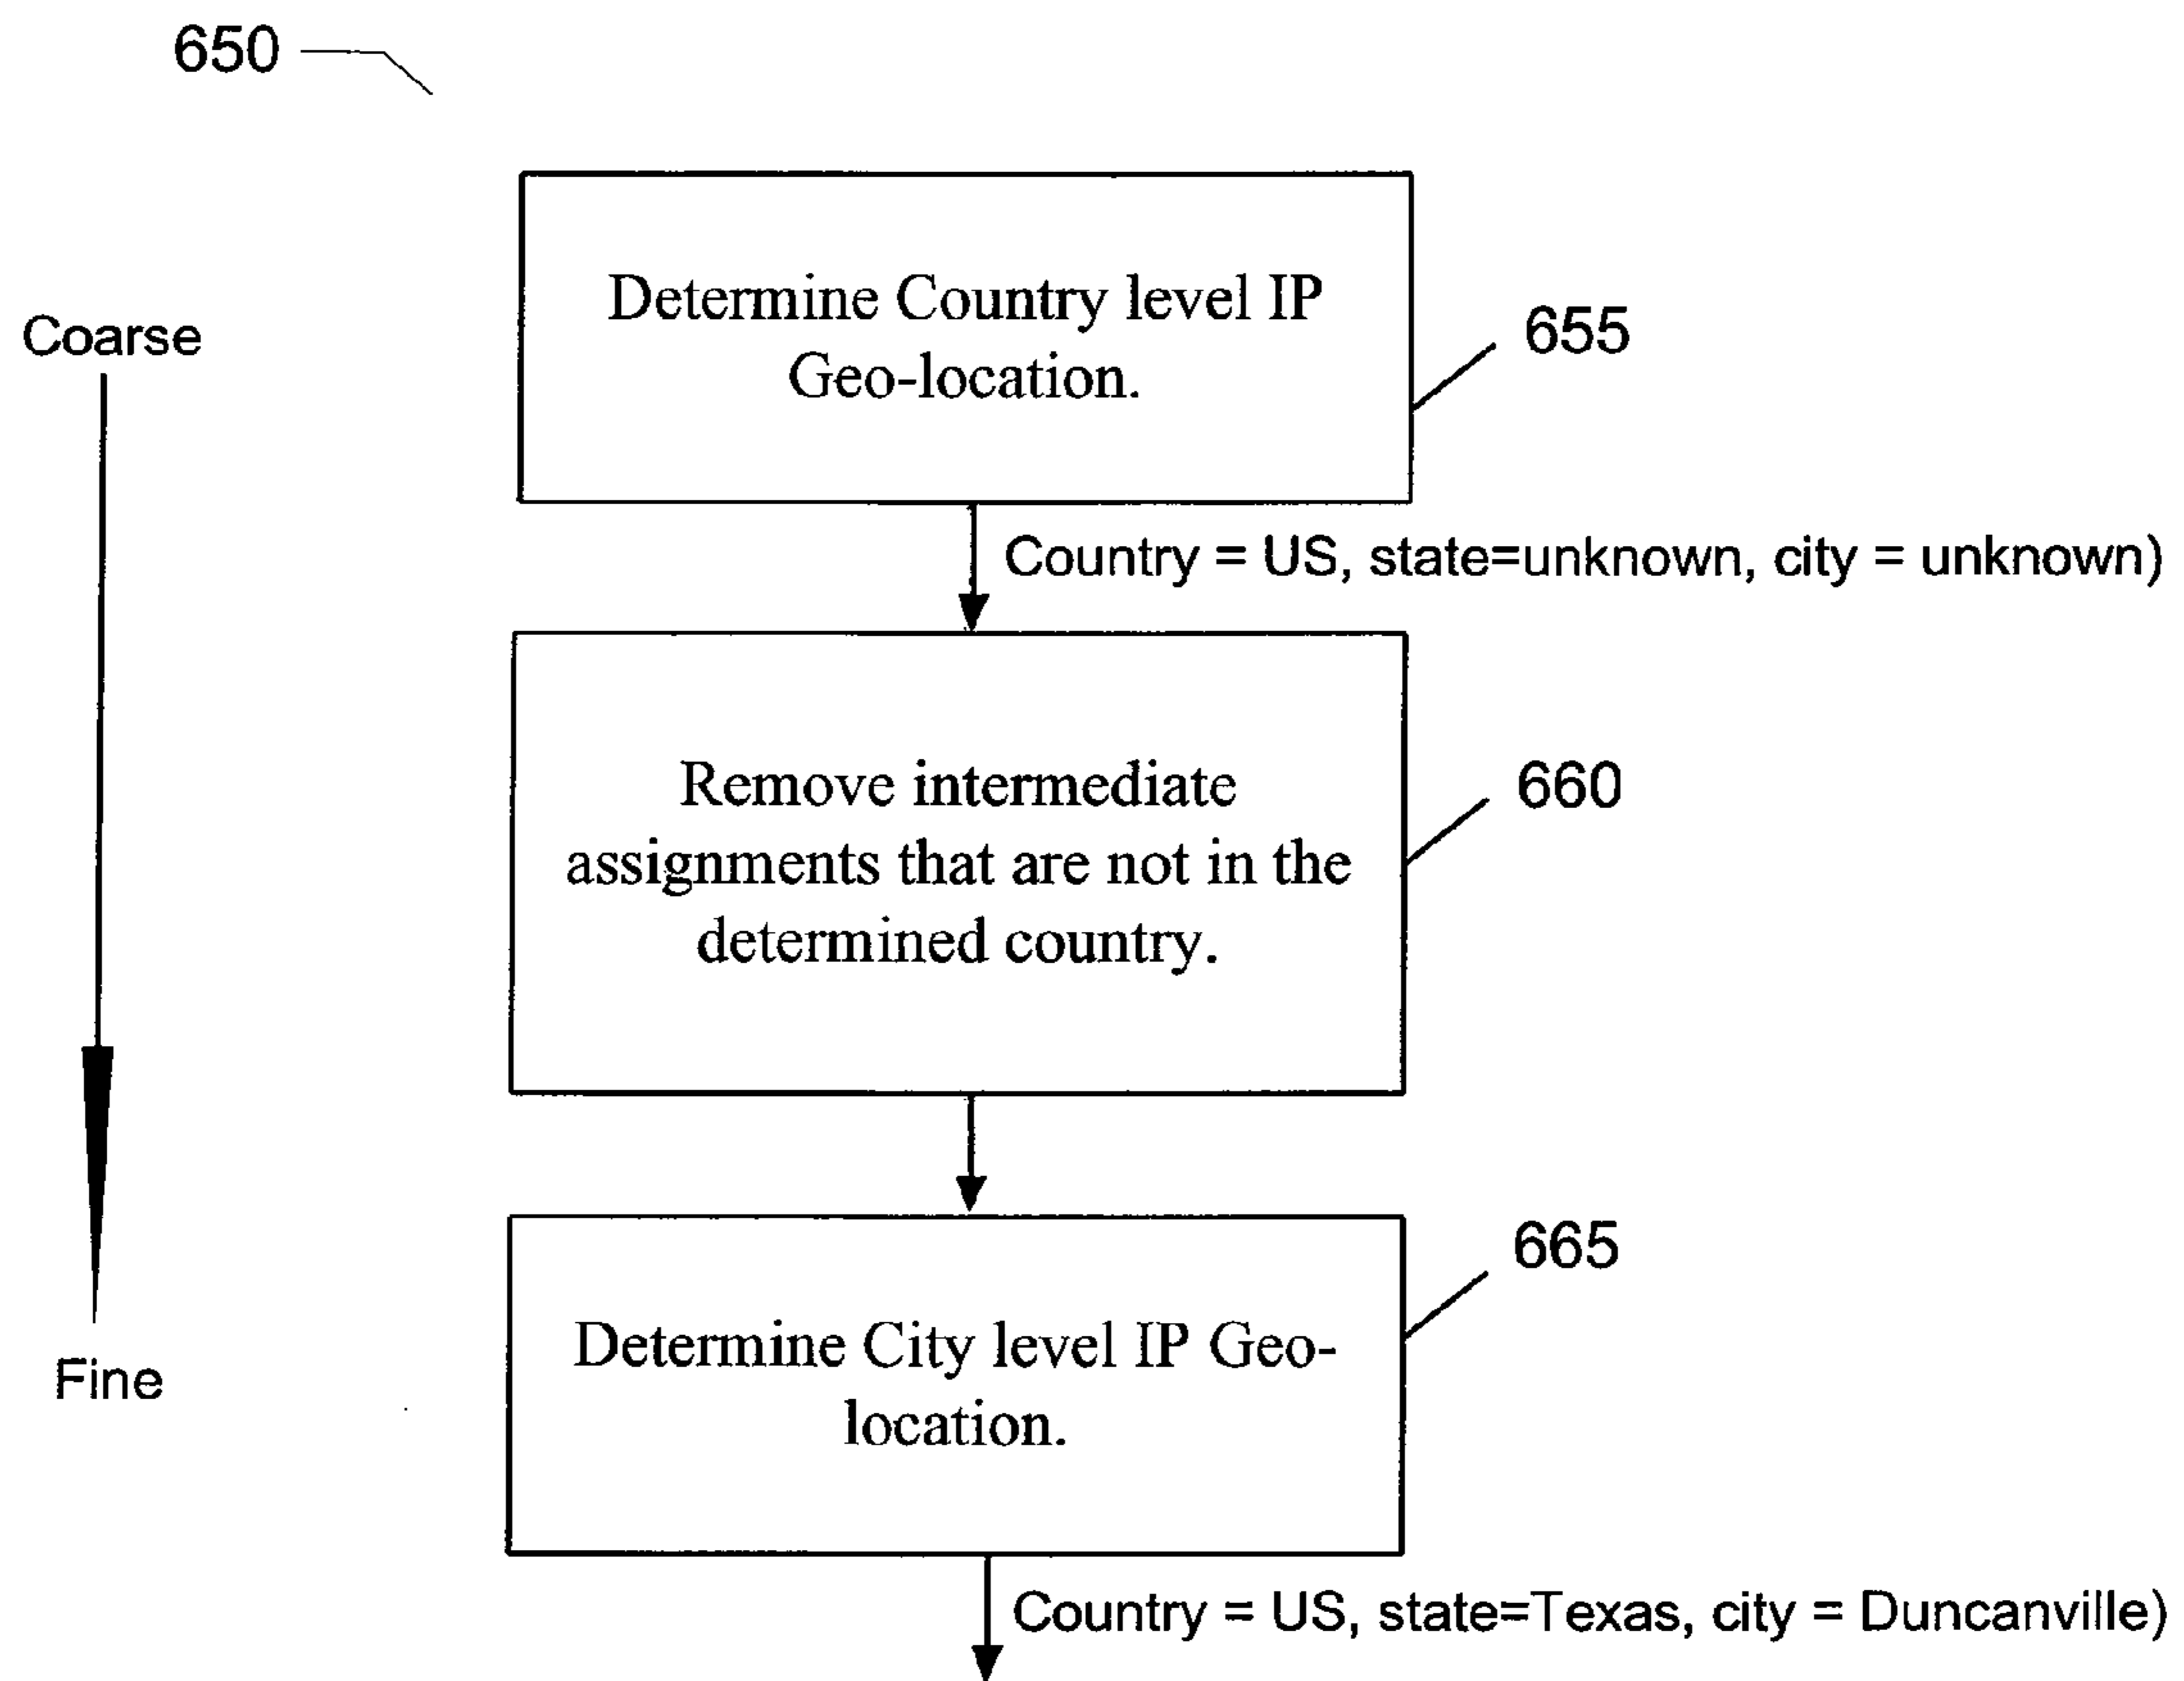 650
Determine Country level IP
Geo-location.
655
Coarse
Country = US, state=unknown, city = unknown)
Remove intermediate
assignments that are not in the
determined country.
660
665
Determine City level IP Geo-
location.
Fine
Country = US, state=Texas, city = Duncanville)